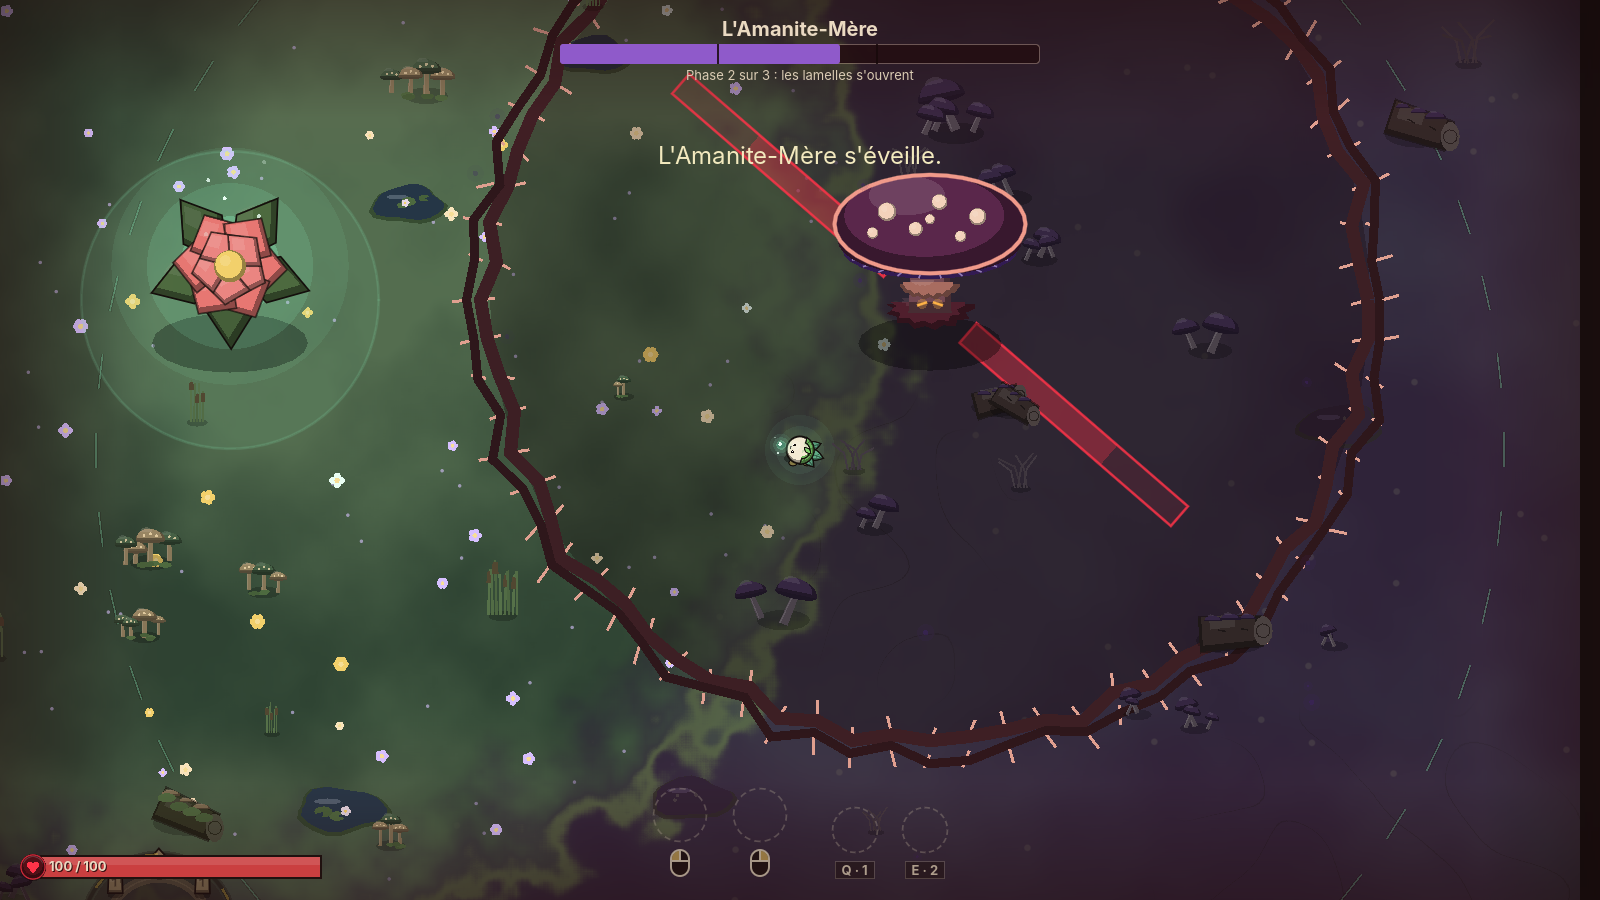 L'Amanite-Mère
Phase 2 sur 3 : les lamelles s'ouvrent
L'Amanite-Mère s'éveille.
100 / 100
Q · 1
E · 2